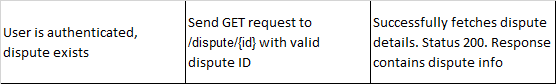 User is authenticated,
dispute exists
Send GET request to
/dispute/{id} with valid
dispute ID
Successfully fetches dispute
details. Status 200. Response
contains dispute info